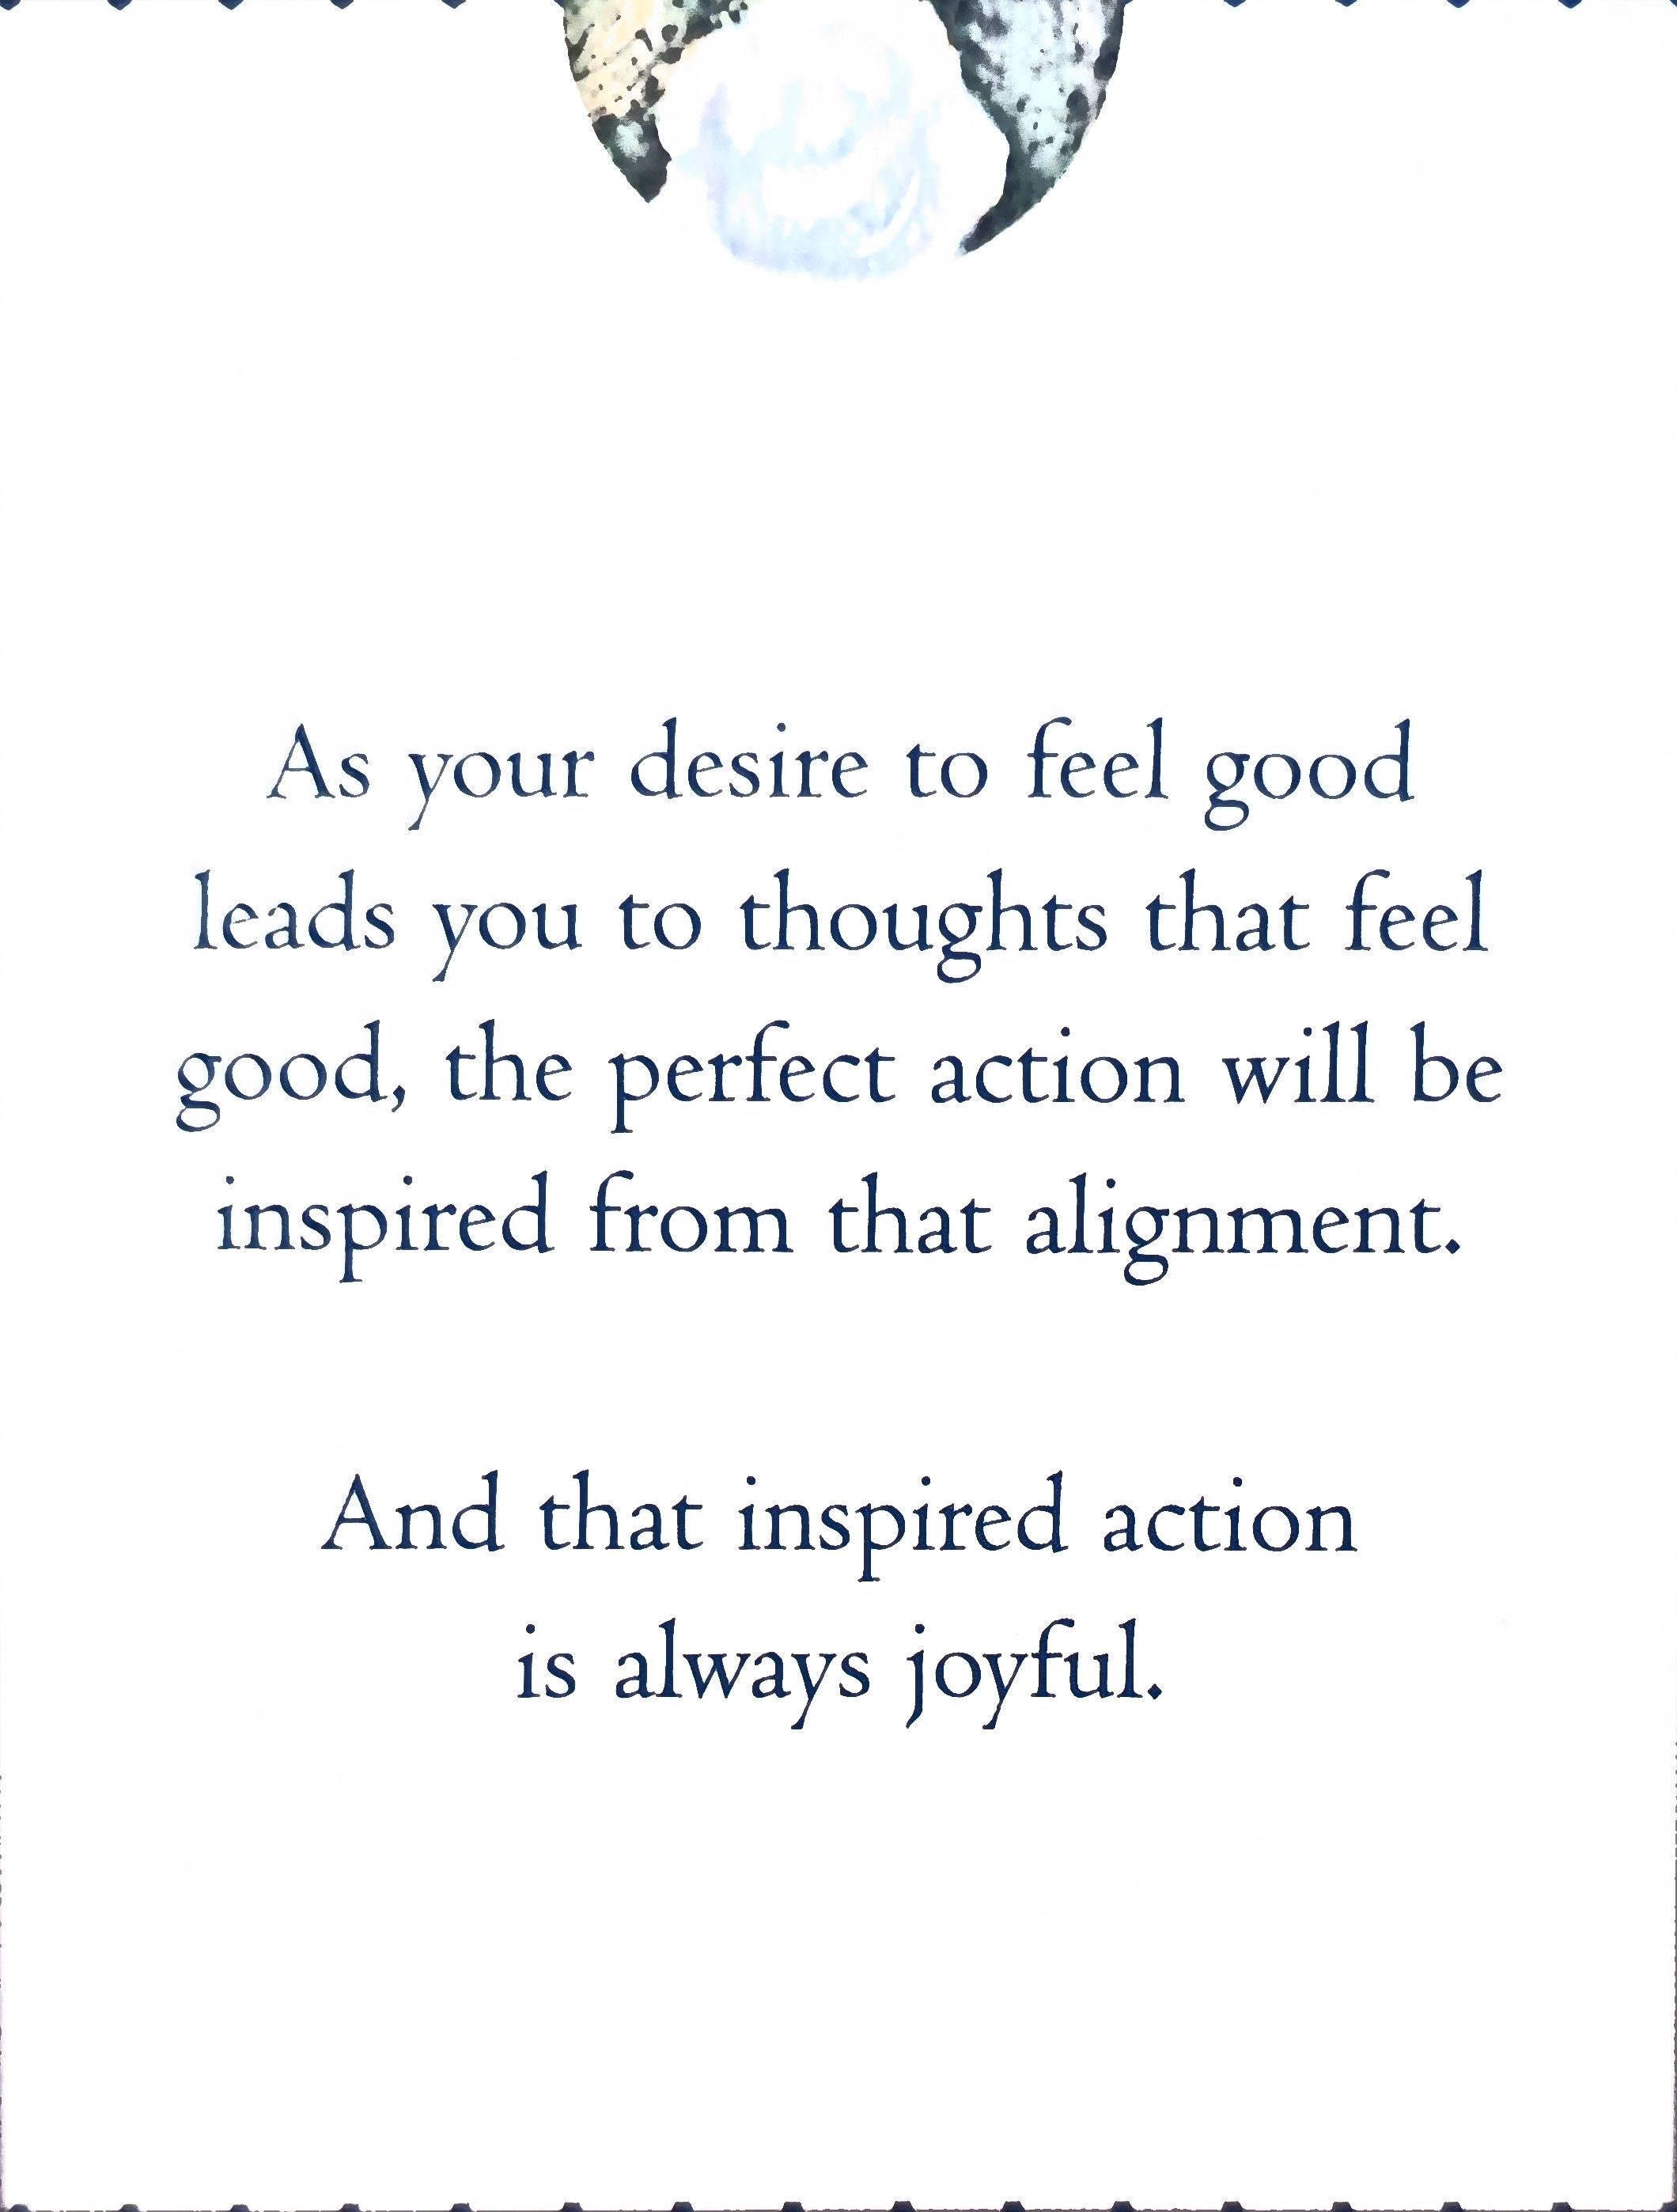 As your desire to feel good
leads you to thoughts that feel
good, the perfect action will be
inspired from that alignment.
And that inspired action
is always joyful.